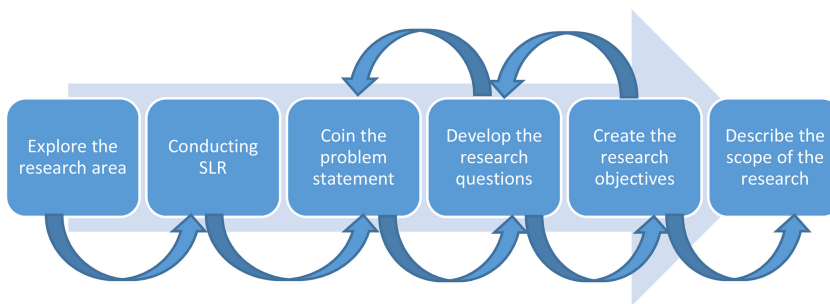 Explore the
research area
Conducting
SLR
Coin the
problem
statement
Develop the
research
questions
Create the
research
objectives
Describe the
scope of the
research